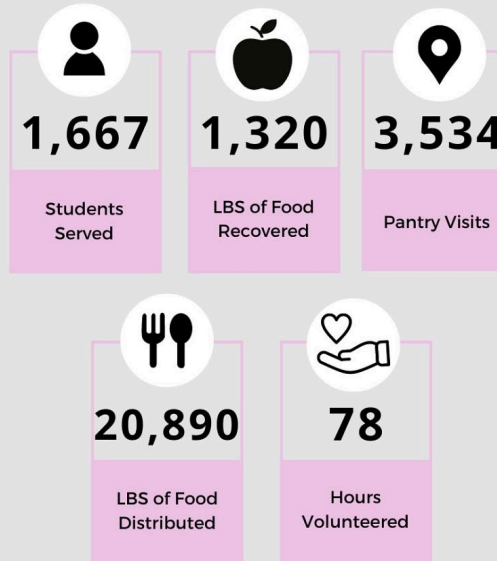 1,667
Students
Served
1,320
LBS of Food
Recovered
3,534
Pantry Visits
20,890
LBS of Food
Distributed
78
Hours
Volunteered